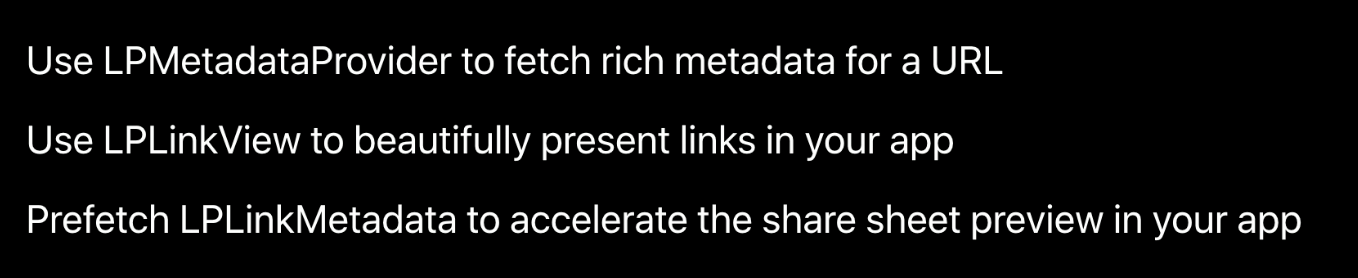 Use LPMetadataProvider to fetch rich metadata for a URL
Use LPLinkView to beautifully present links in your app
Prefetch LPLinkMetadata to accelerate the share sheet preview in your app